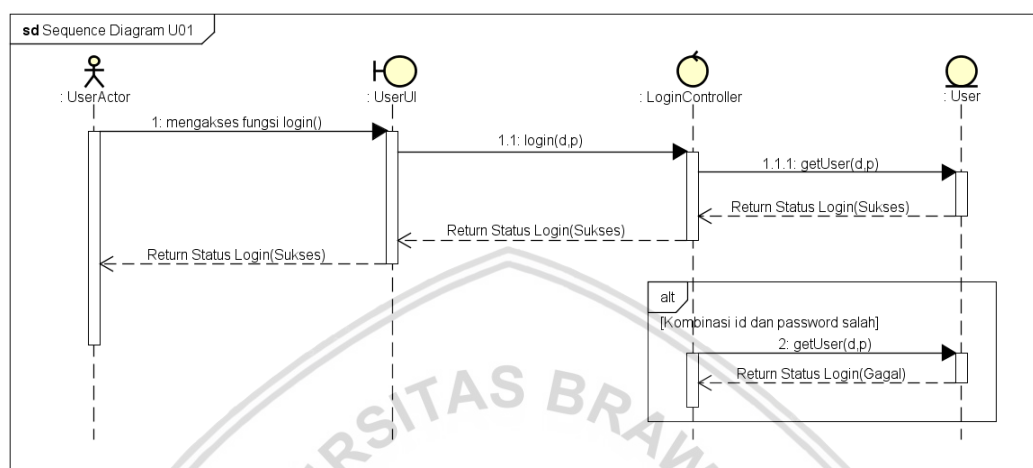 sd Sequence Diagram U01
: UserActor
: UserUI
: LoginController
: User
1: mengakses fungsi login()
1.1: login(d,p)
1.1.1: getUser(d,p)
Return Status Login(Sukses)
Return Status Login(Sukses)
Return Status Login(Sukses)
alt
[Kombinasi id dan password salah]
2: getUser(d,p)
Return Status Login(Gagal)